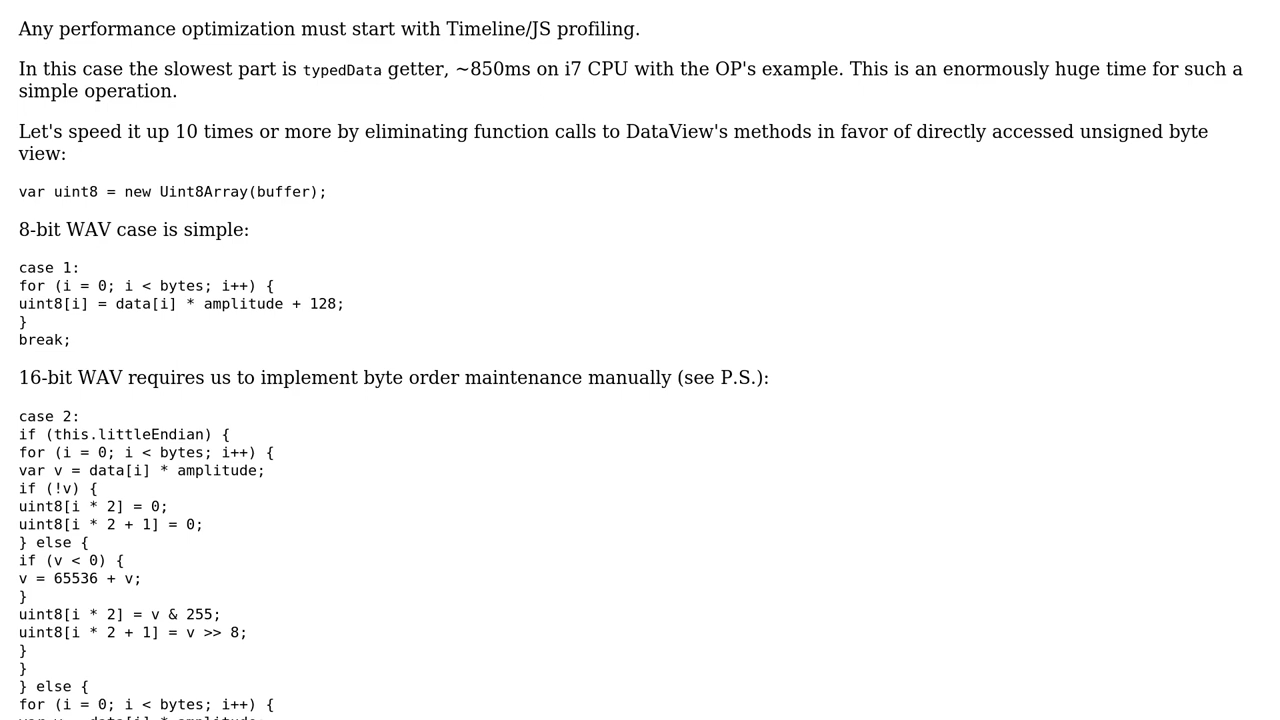 Any performance optimization must start with Timeline/JS profiling.
In this case the slowest part is typedData getter, ~850ms on i7 CPU with the OP's example. This is an enormously huge time for such a
simple operation.
Let's speed it up 10 times or more by eliminating function calls to DataView's methods in favor of directly accessed unsigned byte
view:
var uint8 = new Uint8Array(buffer);
8-bit WAV case is simple:
case 1:
for (i = 0; i < bytes; i++) {
uint8[i] = data[i] * amplitude + 128;
}
break;
16-bit WAV requires us to implement byte order maintenance manually (see P.S.):
case 2:
if (this.littleEndian) {
for (i = 0; i < bytes; i++) {
var v = data[i] * amplitude;
if (!v) {
uint8[i * 2] = 0;
uint8[i * 2 + 1] = 0;
} else {
if (v < 0) {
v = 65536 + v;
}
uint8[i * 2] = v & 255;
uint8[i * 2 + 1] = v >> 8;
}
}
} else {
for (i = 0; i < bytes; i++) {